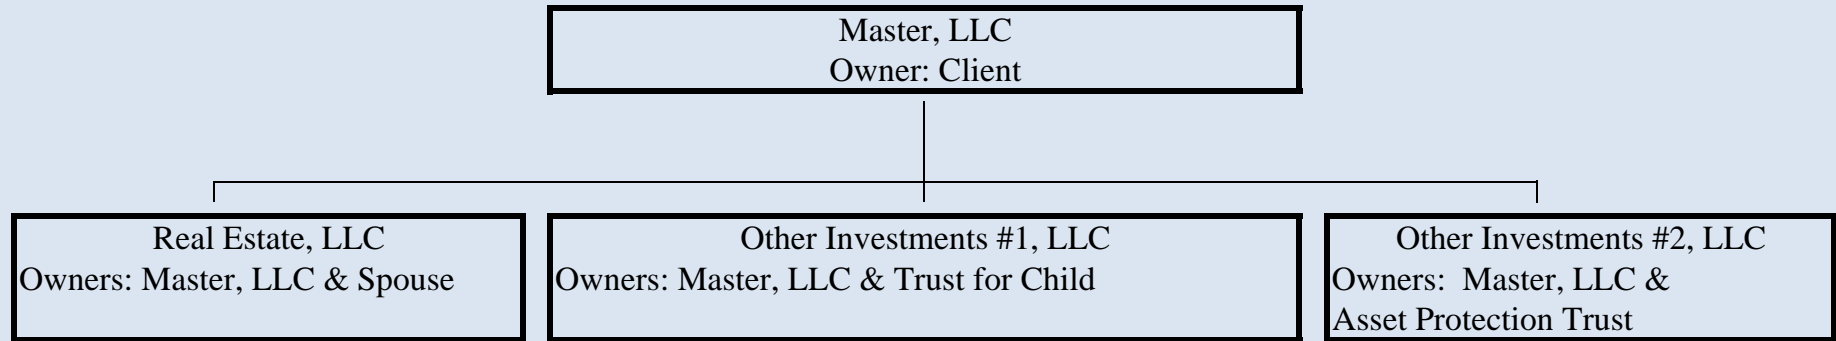 Master, LLC
Owner: Client
Real Estate, LLC
Owners: Master, LLC & Spouse
Other Investments #1, LLC
Owners: Master, LLC & Trust for Child
Other Investments #2, LLC
Owners:  Master, LLC &
Asset Protection Trust